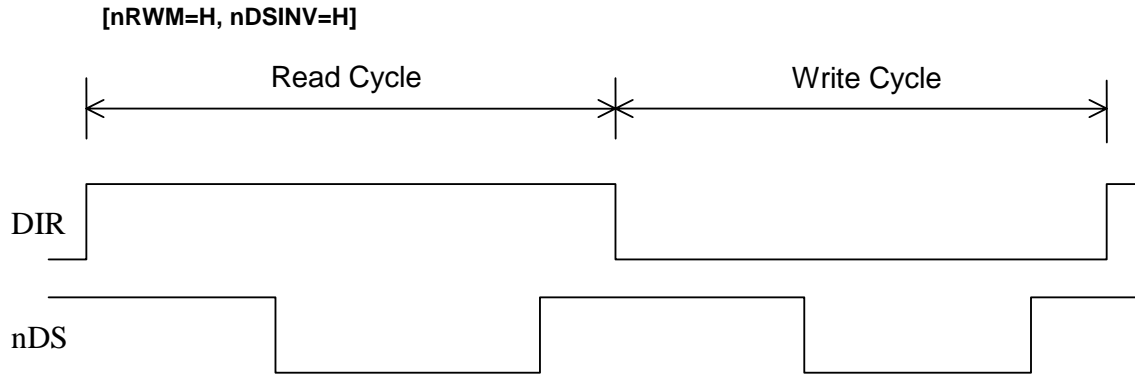 [nRWM=H, nDSINV=H]
Read Cycle
Write Cycle
DIR
nDS